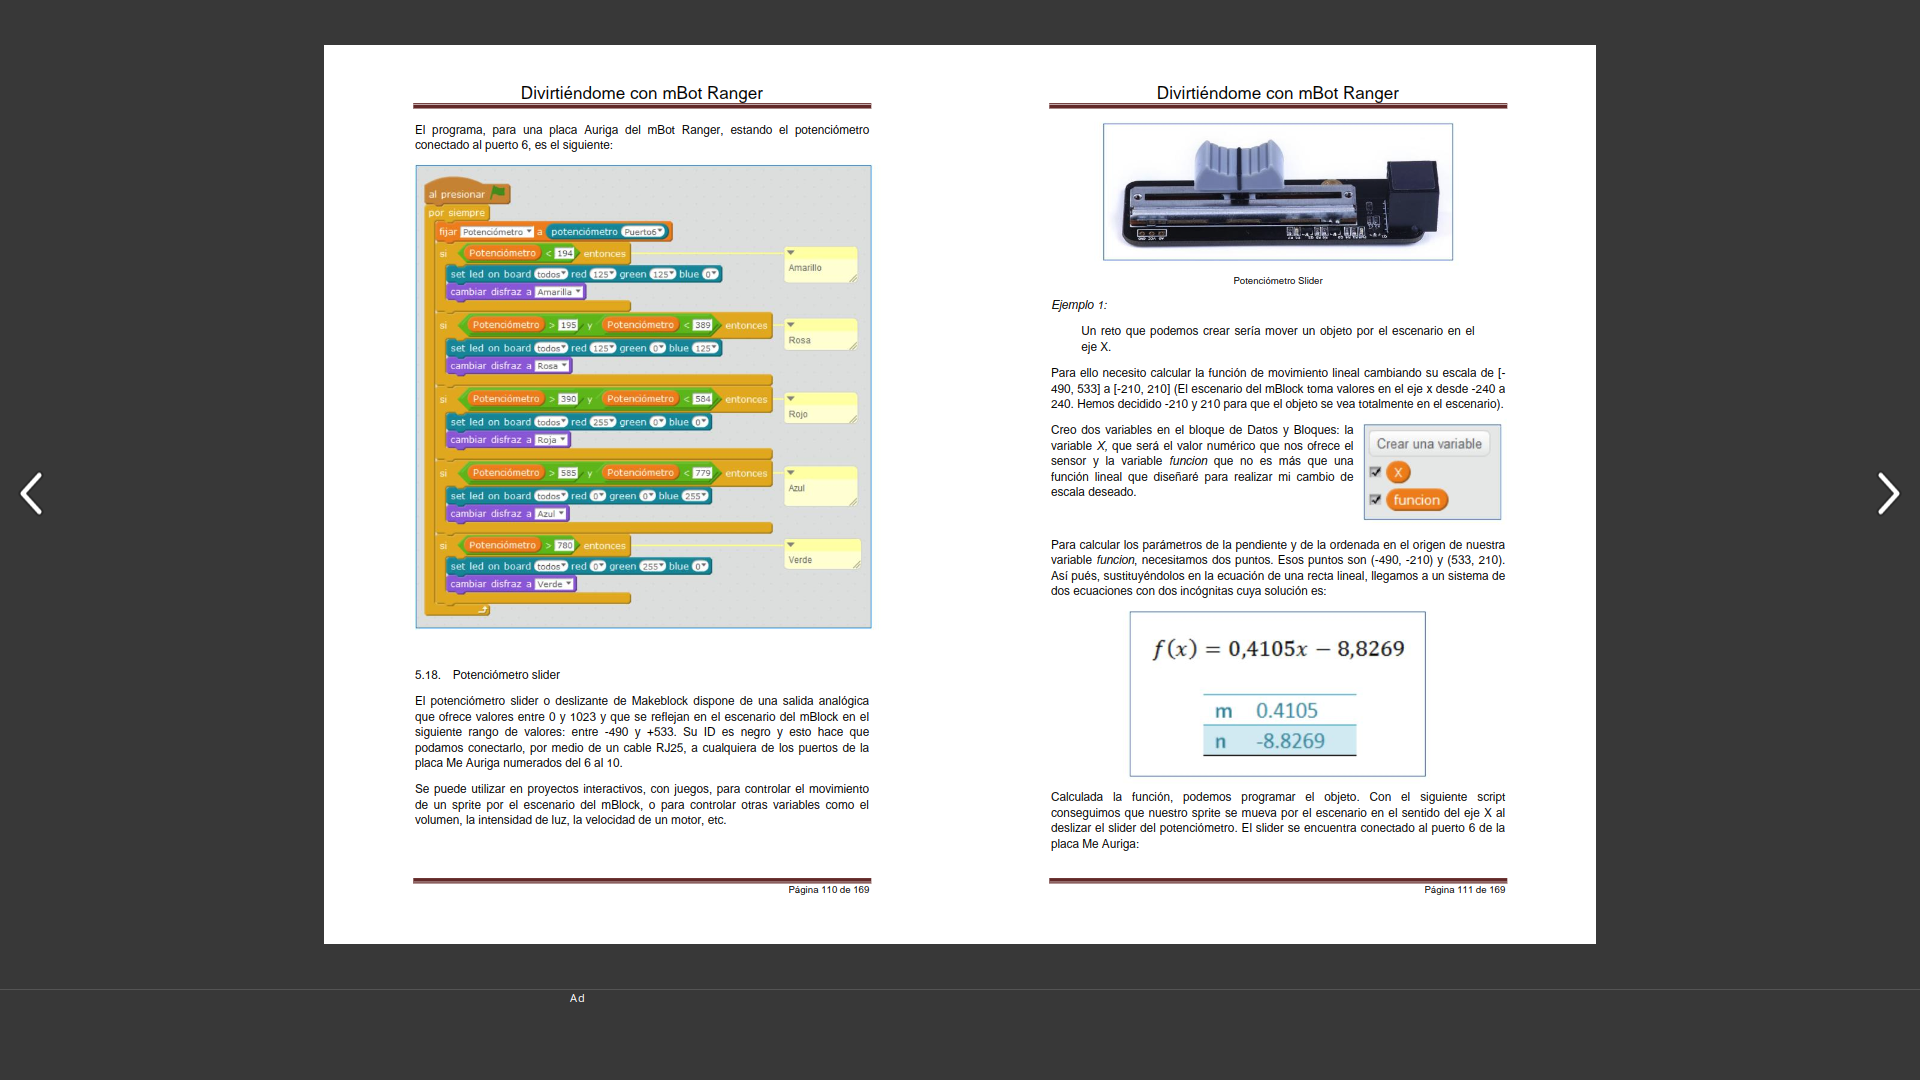 Divirtiéndome con mBot Ranger
El programa, para una placa Auriga del mBot Ranger, estando el potenciómetro
conectado al puerto 6, es el siguiente:
al presionar
por siempre
fijar Potenciómetro a potenciómetro Puerto6
si Potenciómetro < 194 entonces
Amarillo
set led on board todos red 125 green 125 blue 0
cambiar disfraz a Amarilla
si Potenciómetro > 195 y Potenciómetro < 389 entonces
Rosa
set led on board todos red 125 green 0 blue 125
cambiar disfraz a Rosa
si Potenciómetro > 390 y Potenciómetro < 584 entonces
Rojo
set led on board todos red 255 green 0 blue 0
cambiar disfraz a Roja
si Potenciómetro > 585 y Potenciómetro < 779 entonces
Azul
set led on board todos red 0 green 0 blue 255
cambiar disfraz a Azul
si Potenciómetro > 780 entonces
Verde
set led on board todos red 0 green 255 blue 0
cambiar disfraz a Verde
5.18. Potenciómetro slider
El potenciómetro slider o deslizante de Makeblock dispone de una salida analógica
que ofrece valores entre 0 y 1023 y que se reflejan en el escenario del mBlock en el
siguiente rango de valores: entre -490 y +533. Su ID es negro y esto hace que
podamos conectarlo, por medio de un cable RJ25, a cualquiera de los puertos de la
placa Me Auriga numerados del 6 al 10.
Se puede utilizar en proyectos interactivos, con juegos, para controlar el movimiento
de un sprite por el escenario del mBlock, o para controlar otras variables como el
volumen, la intensidad de luz, la velocidad de un motor, etc.
Página 110 de 169
Divirtiéndome con mBot Ranger
Potenciómetro Slider
Ejemplo 1:
Un reto que podemos crear sería mover un objeto por el escenario en el
eje X.
Para ello necesito calcular la función de movimiento lineal cambiando su escala de [-
490, 533] a [-210, 210] (El escenario del mBlock toma valores en el eje x desde -240 a
240. Hemos decidido -210 y 210 para que el objeto se vea totalmente en el escenario).
Creo dos variables en el bloque de Datos y Bloques: la
variable X, que será el valor numérico que nos ofrece el
sensor y la variable funcion que no es más que una
función lineal que diseñaré para realizar mi cambio de
escala deseado.
Crear una variable
X
funcion
Para calcular los parámetros de la pendiente y de la ordenada en el origen de nuestra
variable funcion, necesitamos dos puntos. Esos puntos son (-490, -210) y (533, 210).
Así pués, sustituyéndolos en la ecuación de una recta lineal, llegamos a un sistema de
dos ecuaciones con dos incógnitas cuya solución es:
f(x) = 0,4105x − 8,8269
m 0.4105
n -8.8269
Calculada la función, podemos programar el objeto. Con el siguiente script
conseguimos que nuestro sprite se mueva por el escenario en el sentido del eje X al
deslizar el slider del potenciómetro. El slider se encuentra conectado al puerto 6 de la
placa Me Auriga:
Página 111 de 169
Ad